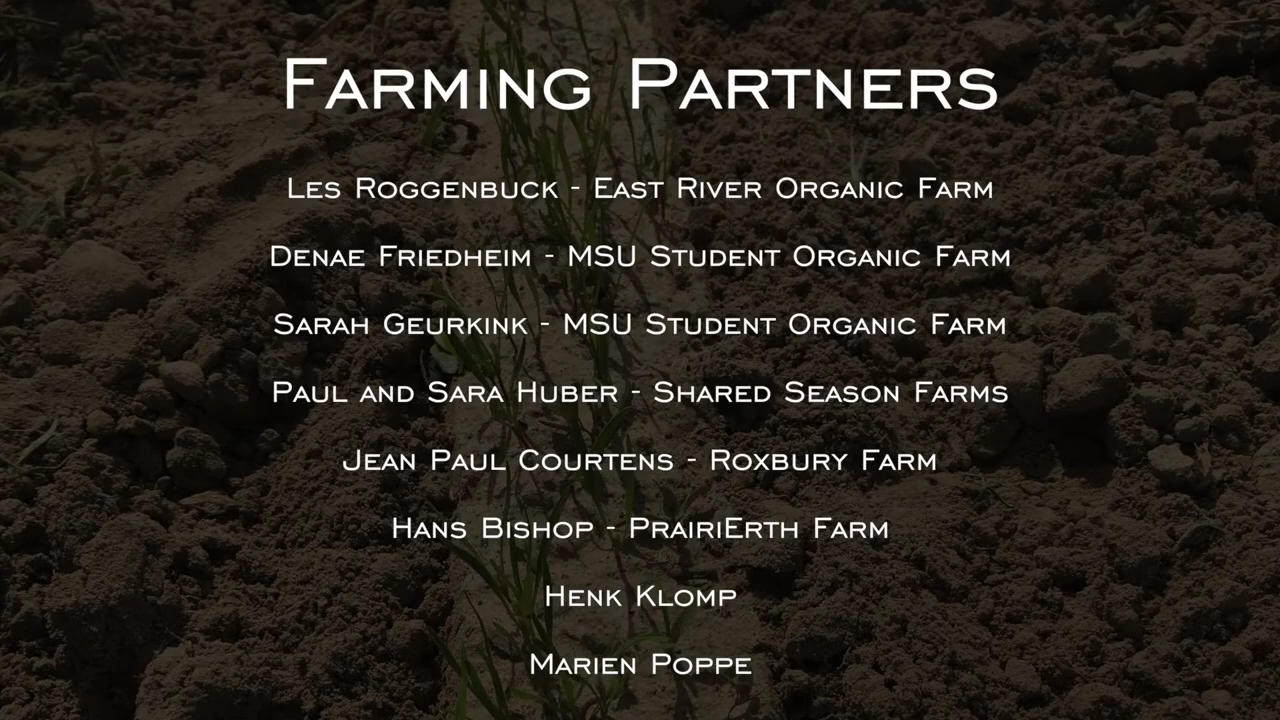 Farming Partners
Les Roggenbuck - East River Organic Farm
Denae Friedheim - MSU Student Organic Farm
Sarah Geurkink - MSU Student Organic Farm
Paul and Sara Huber - Shared Season Farms
Jean Paul Courtens - Roxbury Farm
Hans Bishop - PrairiErth Farm
Henk Klomp
Marien Poppe